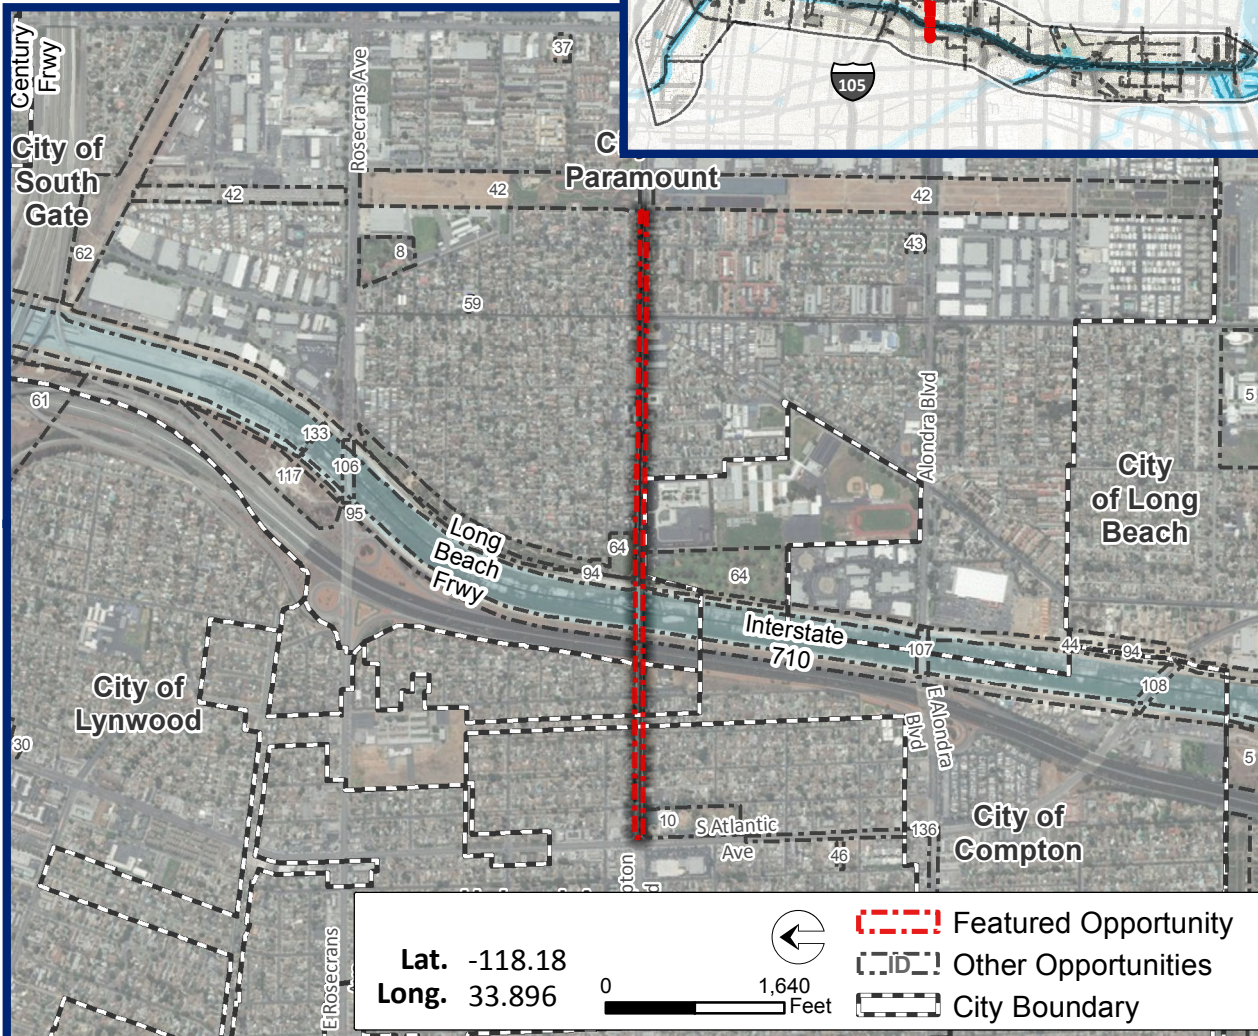 105
Century
Frwy
Rosecrans Ave
37
City of
South
Gate
Paramount
42
42
42
62
8
43
59
61
133
106
117
95
Alondra Blvd
5
City
of Long
Beach
Long
Beach
Frwy
64
94
64
Interstate
710
107
44
94
108
City of
Lynwood
30
E Alondra
Blvd
5
10
S Atlantic
Ave
136
46
City of
Compton
E Rosecrans
Lat. -118.18
Long. 33.896
0 1,640
Feet
Featured Opportunity
ID Other Opportunities
City Boundary